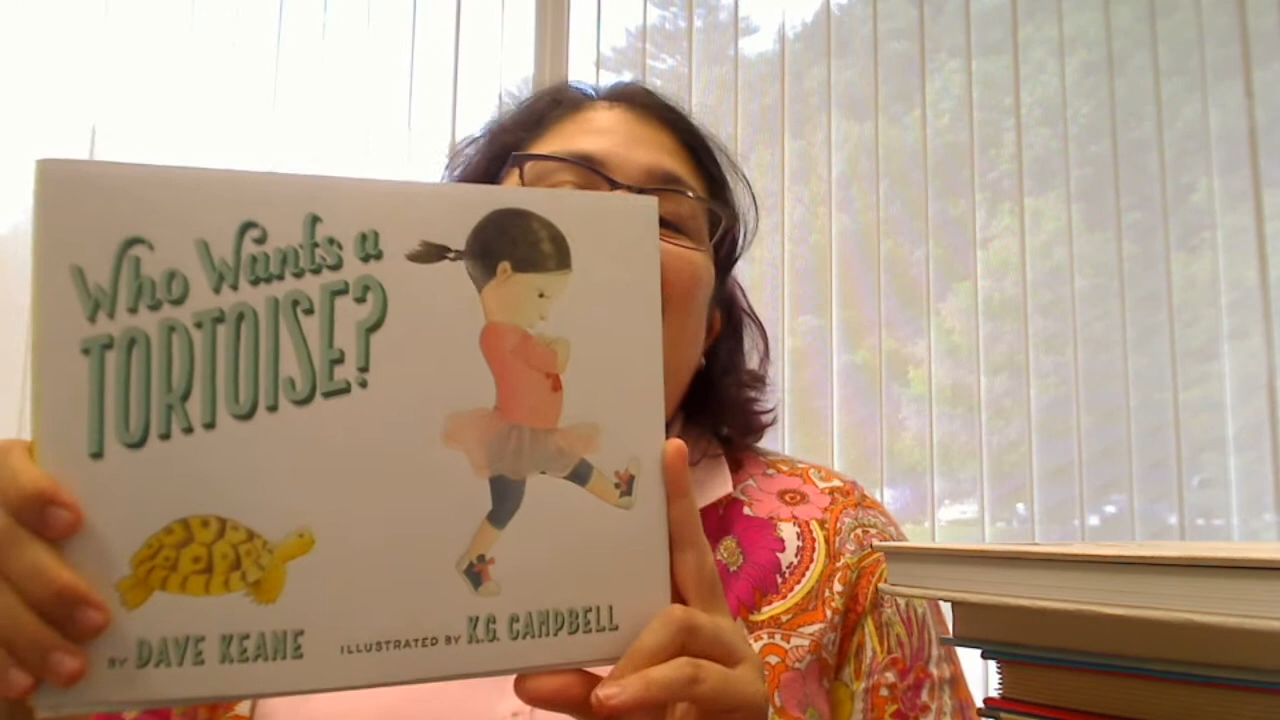 Who Wants a
TORTOISE?
BY DAVE KEANE
ILLUSTRATED BY K.G. CAMPBELL